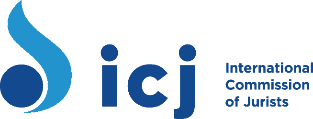 icj
International
Commission
of Jurists